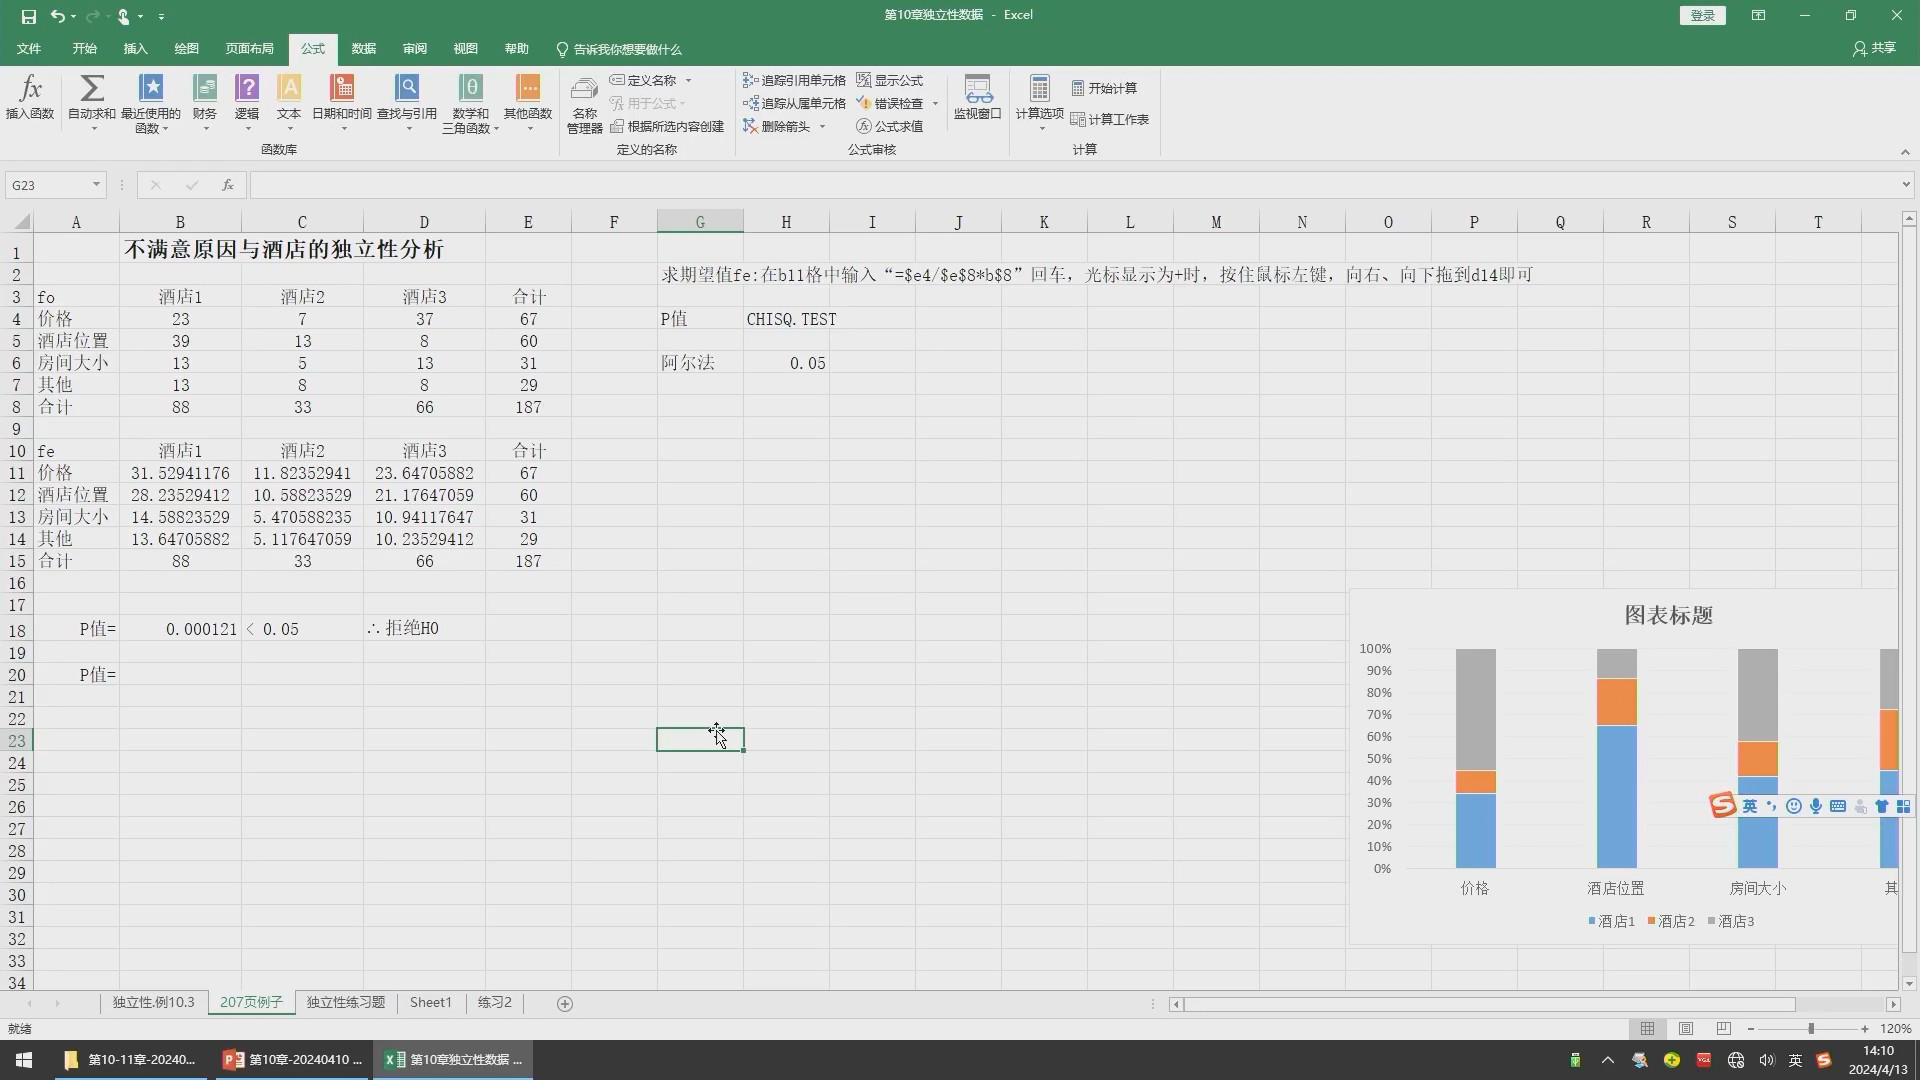 第10章独立性数据 - Excel
登录
文件 开始 插入 绘图 页面布局 公式 数据 审阅 视图 帮助 告诉我你想要做什么 共享
fx 插入函数
Σ 自动求和
最近使用的函数
财务
逻辑
文本
日期和时间
查找与引用
数学和三角函数
其他函数
函数库
名称管理器
定义名称
用于公式
根据所选内容创建
定义的名称
追踪引用单元格
追踪从属单元格
删除箭头
显示公式
错误检查
公式求值
公式审核
监视窗口
计算选项
开始计算
计算工作表
计算
G23 fx
A B C D E F G H I J K L M N O P Q R S T
1 不满意原因与酒店的独立性分析
2 求期望值fe:在b11格中输入“=$e4/$e$8*b$8”回车，光标显示为+时，按住鼠标左键，向右、向下拖到d14即可
3 fo 酒店1 酒店2 酒店3 合计
4 价格 23 7 37 67 P值 CHISQ.TEST
5 酒店位置 39 13 8 60
6 房间大小 13 5 13 31 阿尔法 0.05
7 其他 13 8 8 29
8 合计 88 33 66 187
9
10 fe 酒店1 酒店2 酒店3 合计
11 价格 31.52941176 11.82352941 23.64705882 67
12 酒店位置 28.23529412 10.58823529 21.17647059 60
13 房间大小 14.58823529 5.470588235 10.94117647 31
14 其他 13.64705882 5.117647059 10.23529412 29
15 合计 88 33 66 187
16
17
18 P值= 0.000121 < 0.05 ∴拒绝H0
19
20 P值=
21
22
23
24
25
26
27
28
29
30
31
32
33
34
图表标题
100%
90%
80%
70%
60%
50%
40%
30%
20%
10%
0%
价格 酒店位置 房间大小 其
酒店1 酒店2 酒店3
英
独立性.例10.3 207页例子 独立性练习题 Sheet1 练习2
就绪
120%
第10-11章-20240... 第10章-20240410 ... 第10章独立性数据 ...
英
14:10
2024/4/13